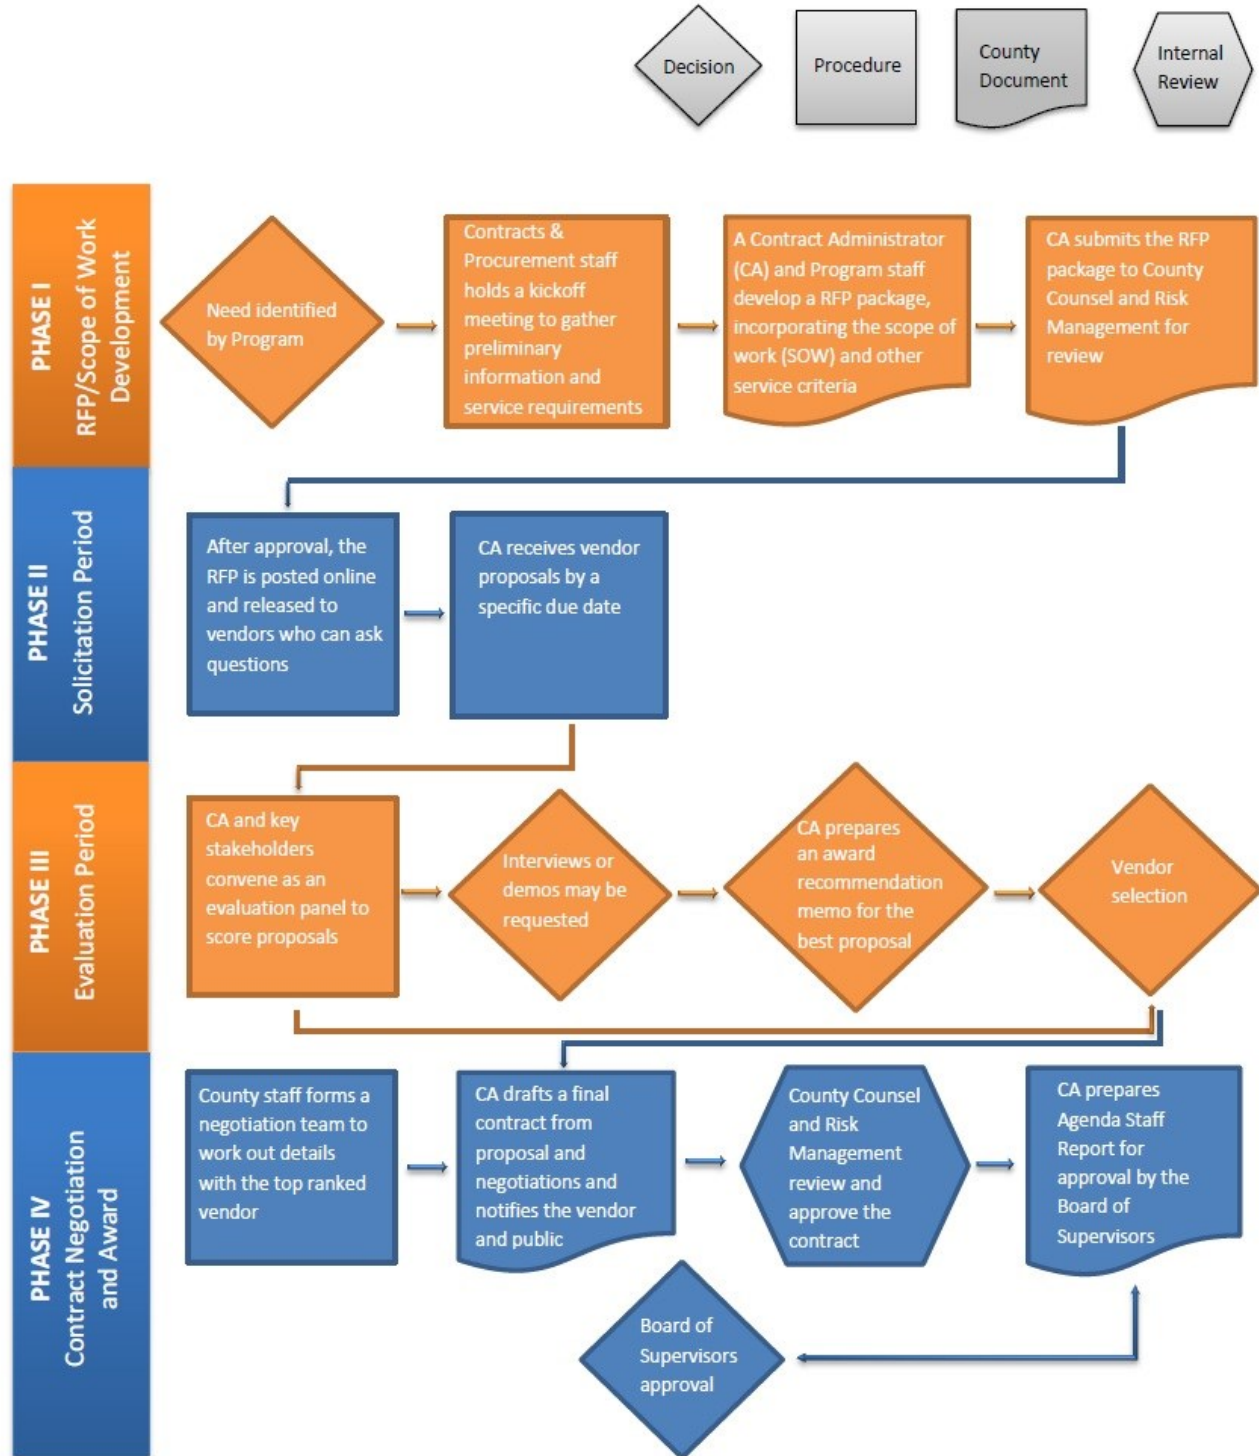 Decision
Procedure
County
Document
Internal
Review
PHASE I
RFP/Scope of Work
Development
Need identified
by Program
Contracts &
Procurement staff
holds a kickoff
meeting to gather
preliminary
information and
service requirements
A Contract Administrator
(CA) and Program staff
develop a RFP package,
incorporating the scope of
work (SOW) and other
service criteria
CA submits the RFP
package to County
Counsel and Risk
Management for
review
PHASE II
Solicitation Period
After approval, the
RFP is posted online
and released to
vendors who can ask
questions
CA receives vendor
proposals by a
specific due date
PHASE III
Evaluation Period
CA and key
stakeholders
convene as an
evaluation panel to
score proposals
Interviews or
demos may be
requested
CA prepares
an award
recommendation
memo for the
best proposal
Vendor
selection
PHASE IV
Contract Negotiation
and Award
County staff forms a
negotiation team to
work out details
with the top ranked
vendor
CA drafts a final
contract from
proposal and
negotiations and
notifies the vendor
and public
County Counsel
and Risk
Management
review and
approve the
contract
CA prepares
Agenda Staff
Report for
approval by the
Board of
Supervisors
Board of
Supervisors
approval